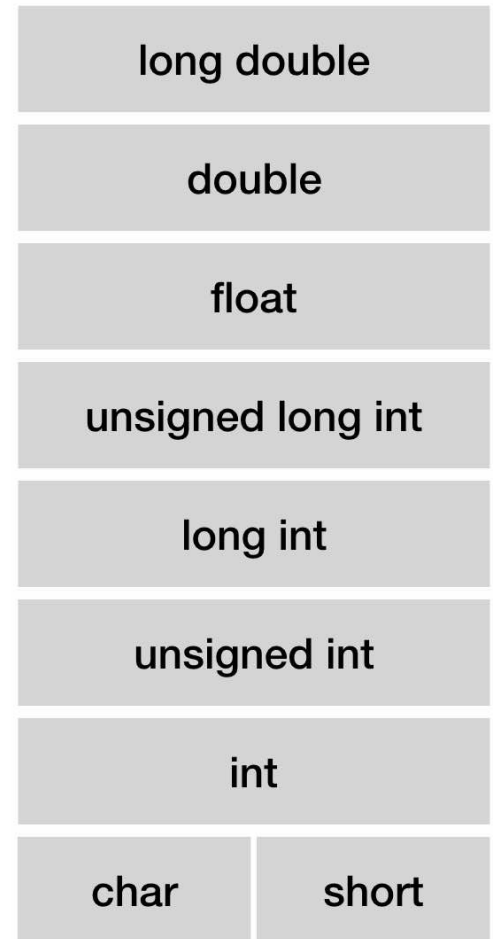 long double
double
float
unsigned long int
long int
unsigned int
int
char short